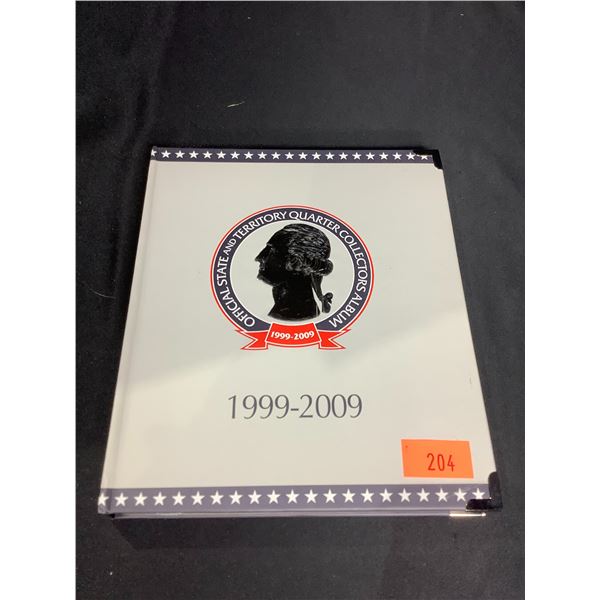 OFFICIAL STATE AND TERRITORY QUARTER COLLECTORS ALBUM
1999-2009
1999-2009
204